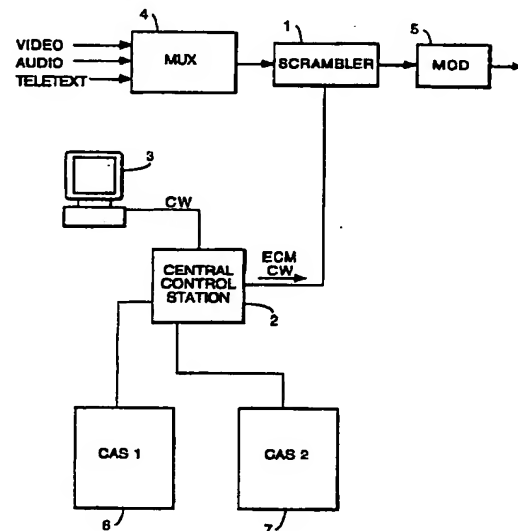 4
1
5
VIDEO
AUDIO
TELETEXT
MUX
SCRAMBLER
MOD
3
CW
ECM
CW
CENTRAL
CONTROL
STATION
2
CAS 1
CAS 2
6
7